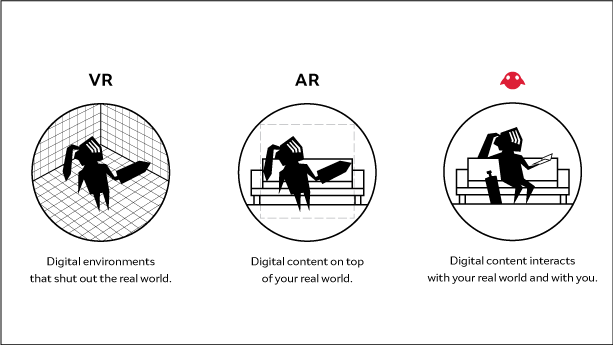 VR
Digital environments
that shut out the real world.
AR
Digital content on top
of your real world.
Digital content interacts
with your real world and with you.